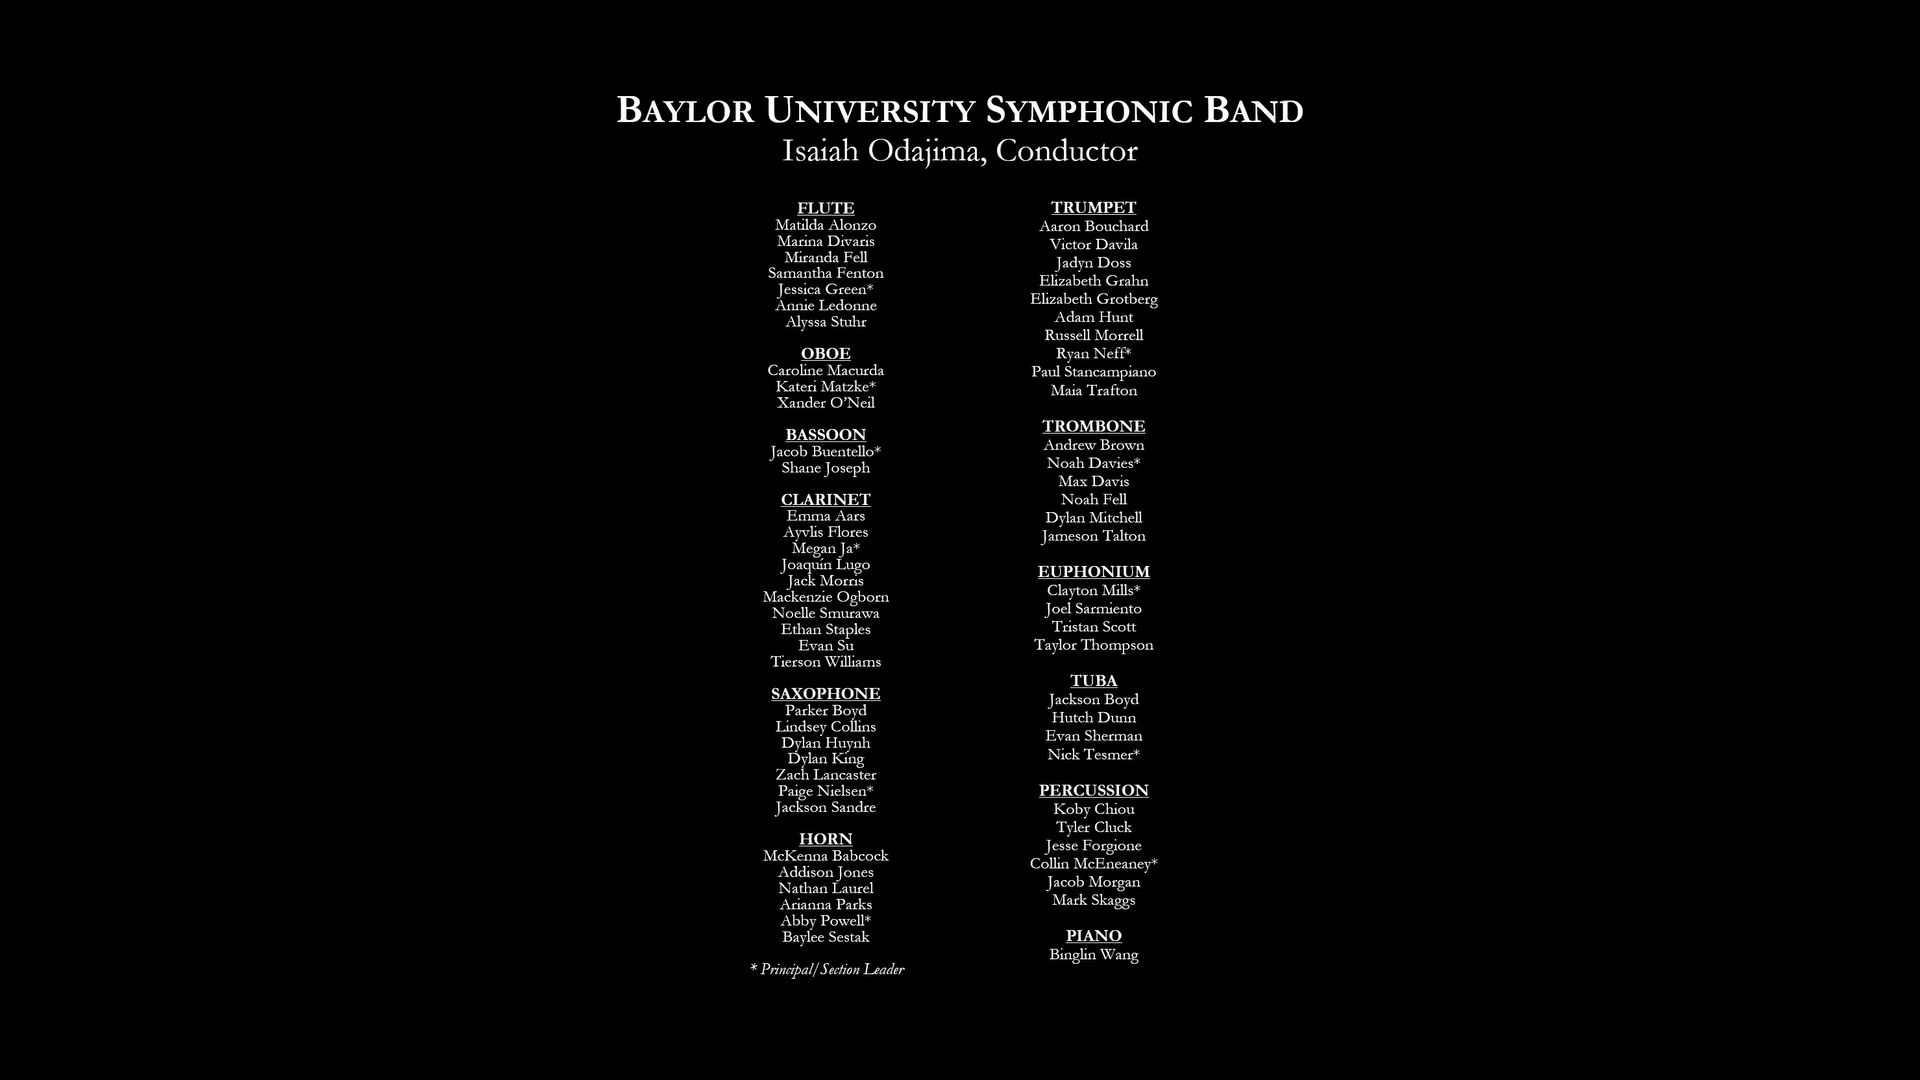 BAYLOR UNIVERSITY SYMPHONIC BAND
Isaiah Odajima, Conductor
FLUTE
Matilda Alonzo
Marina Divaris
Miranda Fell
Samantha Fenton
Jessica Green*
Annie Ledonne
Alyssa Stuhr
OBOE
Caroline Macurda
Kateri Matzke*
Xander O’Neil
BASSOON
Jacob Buentello*
Shane Joseph
CLARINET
Emma Aars
Ayvlis Flores
Megan Ja*
Joaquín Lugo
Jack Morris
Mackenzie Ogborn
Noelle Smurawa
Ethan Staples
Evan Su
Tierson Williams
SAXOPHONE
Parker Boyd
Lindsey Collins
Dylan Huynh
Dylan King
Zach Lancaster
Paige Nielsen*
Jackson Sandre
HORN
McKenna Babcock
Addison Jones
Nathan Laurel
Arianna Parks
Abby Powell*
Baylee Sestak
* Principal/Section Leader
TRUMPET
Aaron Bouchard
Victor Davila
Jadyn Doss
Elizabeth Grahn
Elizabeth Grotberg
Adam Hunt
Russell Morrell
Ryan Neff*
Paul Stancampiano
Maia Trafton
TROMBONE
Andrew Brown
Noah Davies*
Max Davis
Noah Fell
Dylan Mitchell
Jameson Talton
EUPHONIUM
Clayton Mills*
Joel Sarmiento
Tristan Scott
Taylor Thompson
TUBA
Jackson Boyd
Hutch Dunn
Evan Sherman
Nick Tesmer*
PERCUSSION
Koby Chiou
Tyler Cluck
Jesse Forgione
Collin McEneaney*
Jacob Morgan
Mark Skaggs
PIANO
Binglin Wang